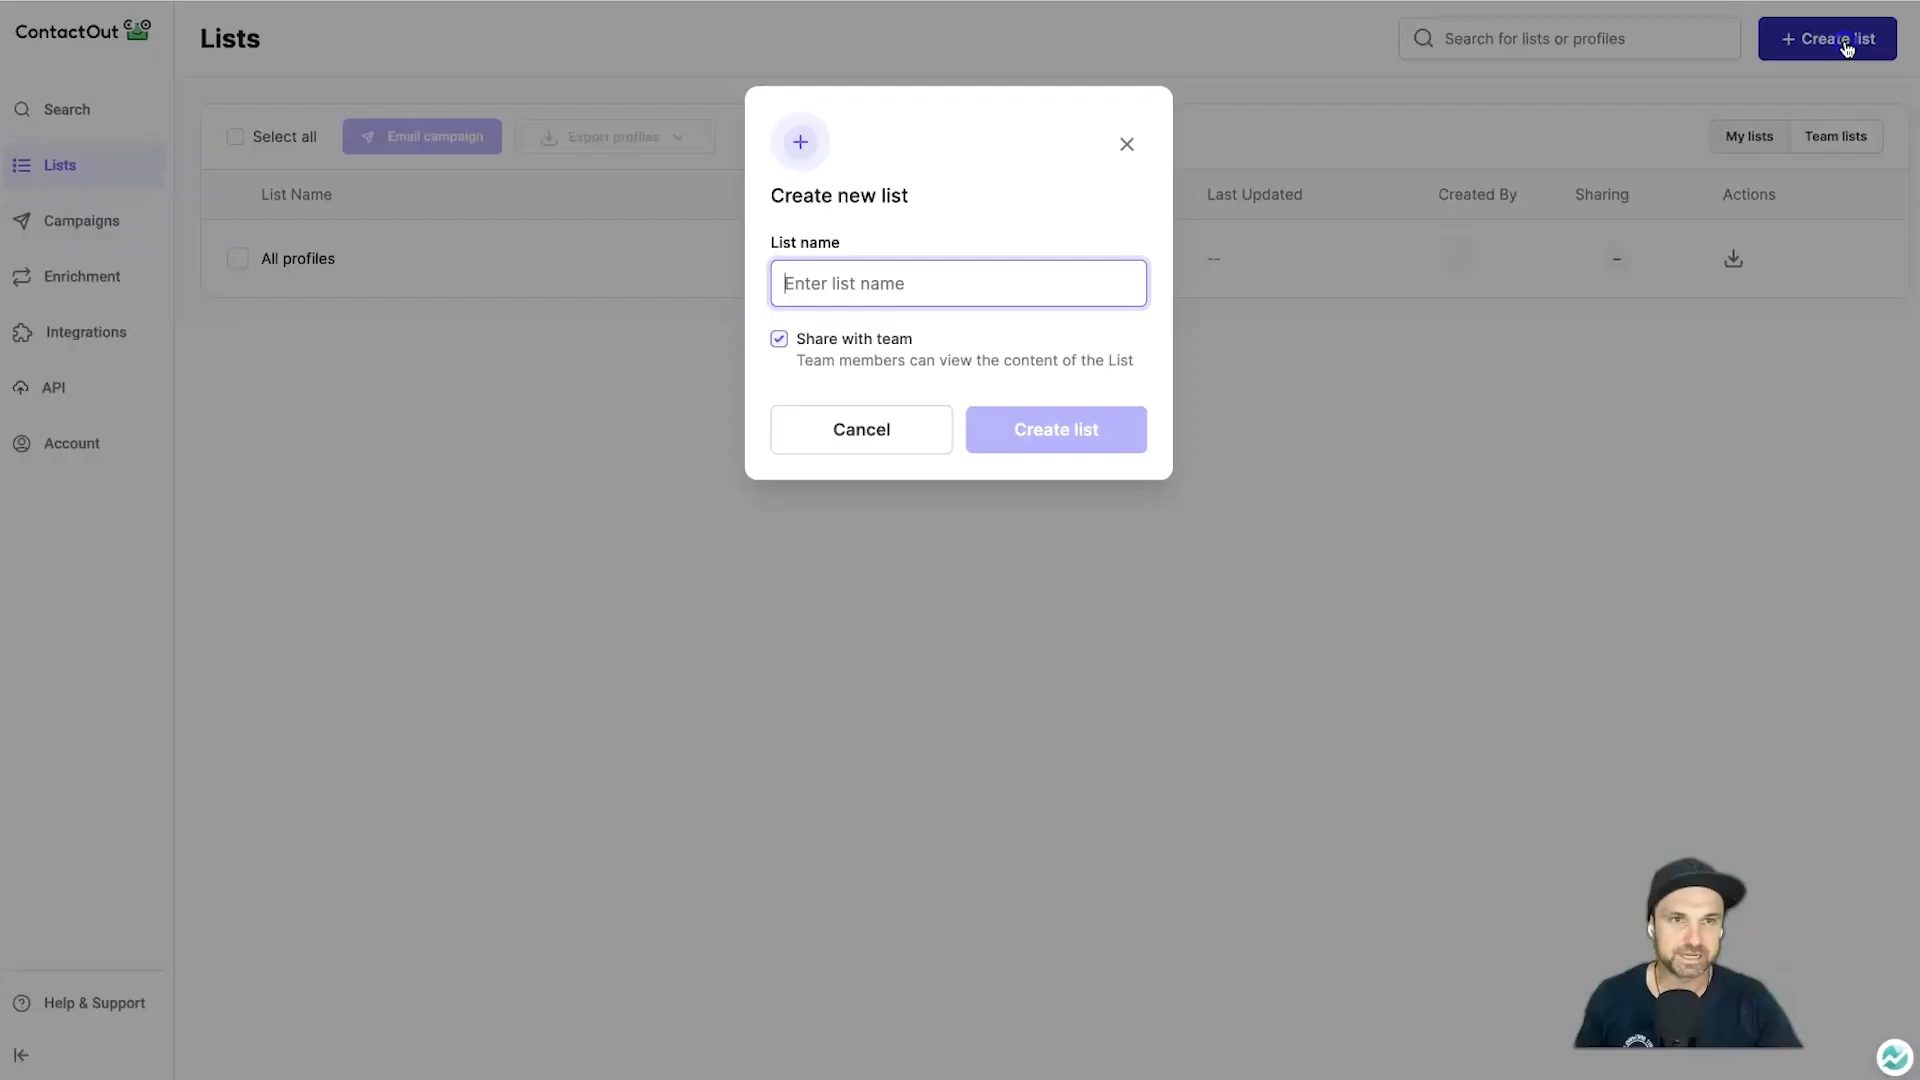 ContactOut
Lists
Search for lists or profiles
+ Create list
Search
Lists
Campaigns
Enrichment
Integrations
API
Account
Select all
Email campaign
Export profiles
My lists
Team lists
List Name
Last Updated
Created By
Sharing
Actions
All profiles
--
–
Create new list
List name
Enter list name
Share with team
Team members can view the content of the List
Cancel
Create list
Help & Support